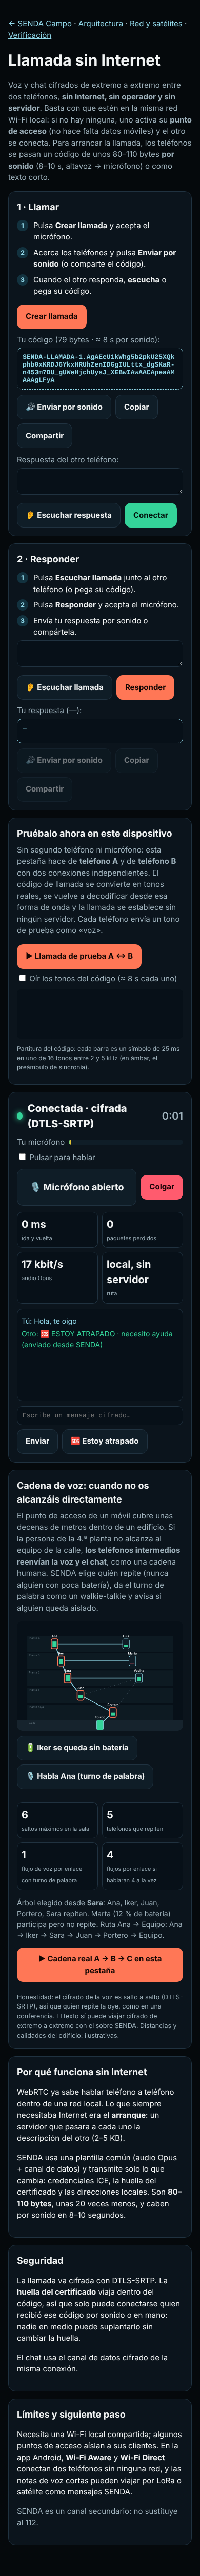 ← SENDA Campo · Arquitectura · Red y satélites ·
Verificación
Llamada sin Internet
Voz y chat cifrados de extremo a extremo entre
dos teléfonos, sin Internet, sin operador y sin
servidor. Basta con que estén en la misma red
Wi-Fi local: si no hay ninguna, uno activa su punto
de acceso (no hace falta datos móviles) y el otro
se conecta. Para arrancar la llamada, los teléfonos
se pasan un código de unos 80–110 bytes por
sonido (8–10 s, altavoz → micrófono) o como
texto corto.
1 · Llamar
1 Pulsa Crear llamada y acepta el
micrófono.
2 Acerca los teléfonos y pulsa Enviar por
sonido (o comparte el código).
3 Cuando el otro responda, escucha o
pega su código.
Crear llamada
Tu código (79 bytes · ≈ 8 s por sonido):
🔊 Enviar por sonido
Copiar
Compartir
Respuesta del otro teléfono:
👂 Escuchar respuesta
Conectar
2 · Responder
1 Pulsa Escuchar llamada junto al otro
teléfono (o pega su código).
2 Pulsa Responder y acepta el micrófono.
3 Envía tu respuesta por sonido o
compártela.
👂 Escuchar llamada
Responder
Tu respuesta (—):
—
🔊 Enviar por sonido
Copiar
Compartir
Pruébalo ahora en este dispositivo
Sin segundo teléfono ni micrófono: esta
pestaña hace de teléfono A y de teléfono B
con dos conexiones independientes. El
código de llamada se convierte en tonos
reales, se vuelve a decodificar desde esa
forma de onda y la llamada se establece sin
ningún servidor. Cada teléfono envía un tono
de prueba como «voz».
▶ Llamada de prueba A ↔ B
Oír los tonos del código (≈ 8 s cada uno)
Partitura del código: cada barra es un símbolo de 25 ms
en uno de 16 tonos entre 2 y 5 kHz (en ámbar, el
preámbulo de sincronía).
Conectada · cifrada
(DTLS-SRTP)
0:01
Tu micrófono
Pulsar para hablar
🎙️ Micrófono abierto
Colgar
0 ms
ida y vuelta
0
paquetes perdidos
17 kbit/s
audio Opus
local, sin
servidor
ruta
Tú: Hola, te oigo
Otro: 🆘 ESTOY ATRAPADO · necesito ayuda
(enviado desde SENDA)
Escribe un mensaje cifrado…
Enviar
🆘 Estoy atrapado
Cadena de voz: cuando no os
alcanzáis directamente
El punto de acceso de un móvil cubre unas
decenas de metros dentro de un edificio. Si
la persona de la 4.ª planta no alcanza al
equipo de la calle, los teléfonos intermedios
reenvían la voz y el chat, como una cadena
humana. SENDA elige quién repite (nunca
alguien con poca batería), da el turno de
palabra como un walkie-talkie y avisa si
alguien queda aislado.
🔋 Iker se queda sin batería
🎙️ Habla Ana (turno de palabra)
6
saltos máximos en la sala
5
teléfonos que repiten
1
flujo de voz por enlace
con turno de palabra
4
flujos por enlace si
hablaran 4 a la vez
Árbol elegido desde Sara: Ana, Iker, Juan,
Portero, Sara repiten. Marta (12 % de batería)
participa pero no repite. Ruta Ana → Equipo: Ana
→ Iker → Sara → Juan → Portero → Equipo.
▶ Cadena real A → B → C en esta
pestaña
Honestidad: el cifrado de la voz es salto a salto (DTLS-
SRTP), así que quien repite la oye, como en una
conferencia. El texto sí puede viajar cifrado de
extremo a extremo con el sobre SENDA. Distancias y
calidades del edificio: ilustrativas.
Por qué funciona sin Internet
WebRTC ya sabe hablar teléfono a teléfono
dentro de una red local. Lo que siempre
necesitaba Internet era el arranque: un
servidor que pasara a cada uno la
descripción del otro (2–5 KB).
SENDA usa una plantilla común (audio Opus
+ canal de datos) y transmite solo lo que
cambia: credenciales ICE, la huella del
certificado y las direcciones locales. Son 80–
110 bytes, unas 20 veces menos, y caben
por sonido en 8–10 segundos.
Seguridad
La llamada va cifrada con DTLS-SRTP. La
huella del certificado viaja dentro del
código, así que solo puede conectarse quien
recibió ese código por sonido o en mano:
nadie en medio puede suplantarlo sin
cambiar la huella.
El chat usa el canal de datos cifrado de la
misma conexión.
Límites y siguiente paso
Necesita una Wi-Fi local compartida; algunos
puntos de acceso aíslan a sus clientes. En la
app Android, Wi-Fi Aware y Wi-Fi Direct
conectan dos teléfonos sin ninguna red, y las
notas de voz cortas pueden viajar por LoRa o
satélite como mensajes SENDA.
SENDA es un canal secundario: no sustituye
al 112.